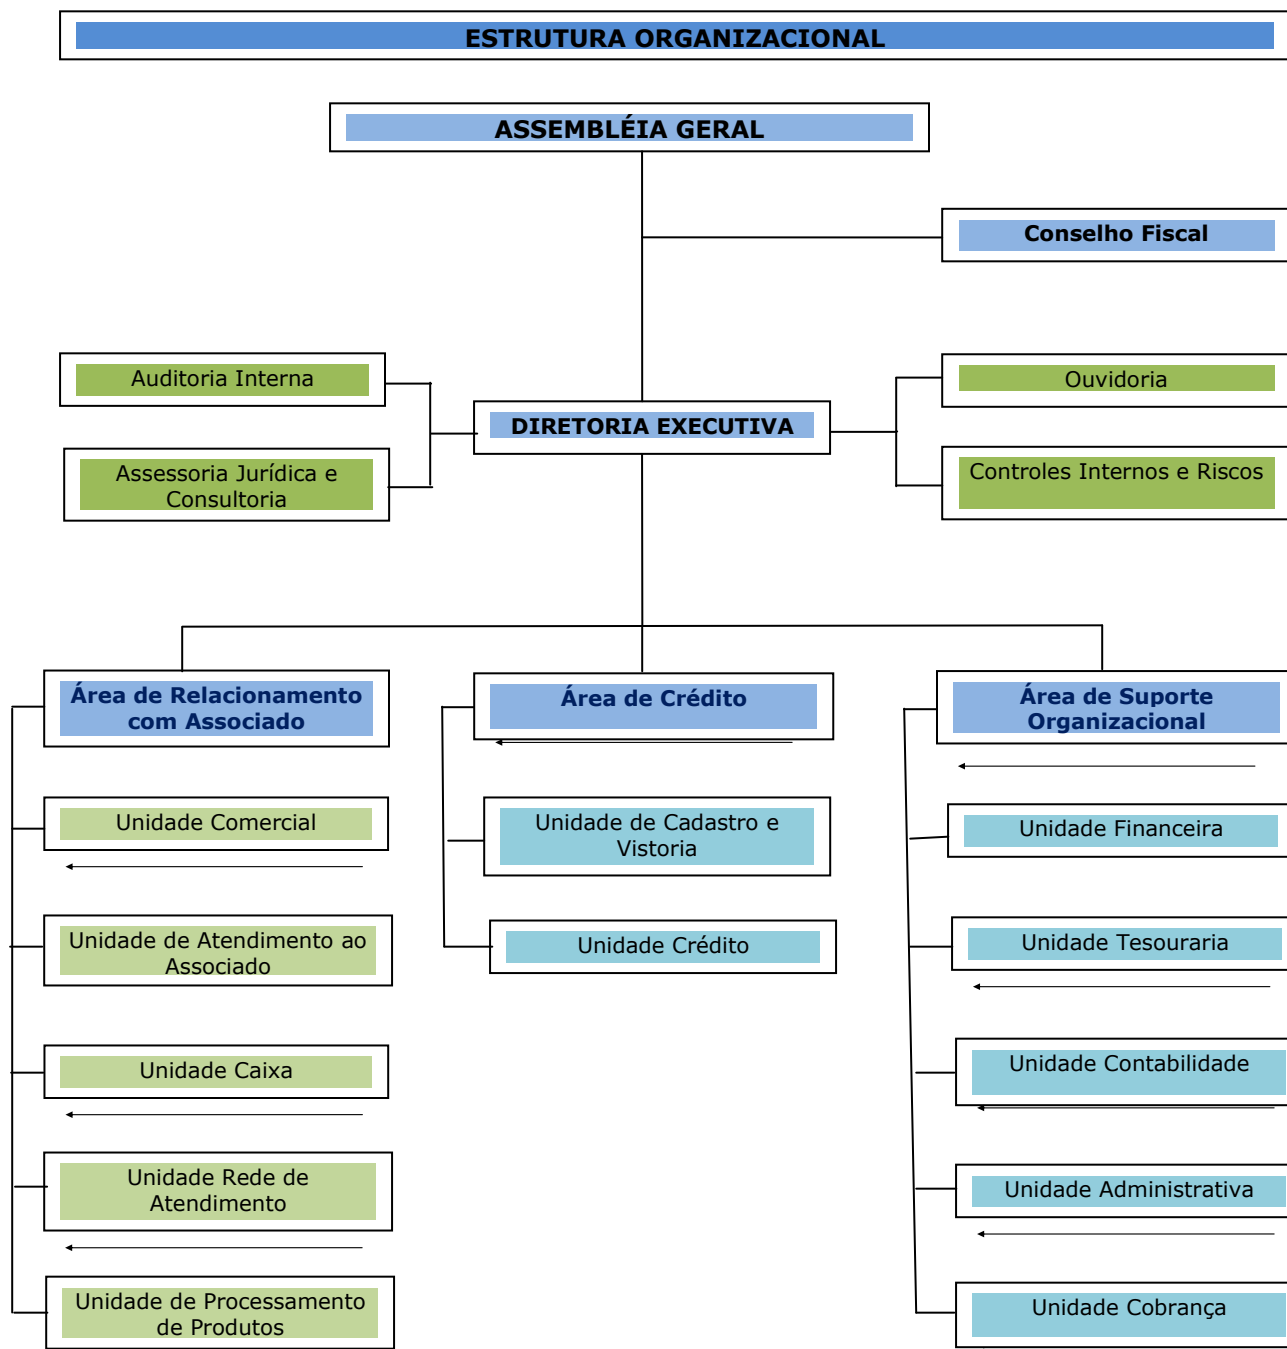 ESTRUTURA ORGANIZACIONAL
ASSEMBLÉIA GERAL
Conselho Fiscal
Auditoria Interna
Ouvidoria
DIRETORIA EXECUTIVA
Assessoria Jurídica e
Consultoria
Controles Internos e Riscos
Área de Relacionamento
com Associado
Área de Crédito
Área de Suporte
Organizacional
Unidade Comercial
Unidade de Cadastro e
Vistoria
Unidade Financeira
Unidade de Atendimento ao
Associado
Unidade Crédito
Unidade Tesouraria
Unidade Caixa
Unidade Contabilidade
Unidade Rede de
Atendimento
Unidade Administrativa
Unidade de Processamento
de Produtos
Unidade Cobrança